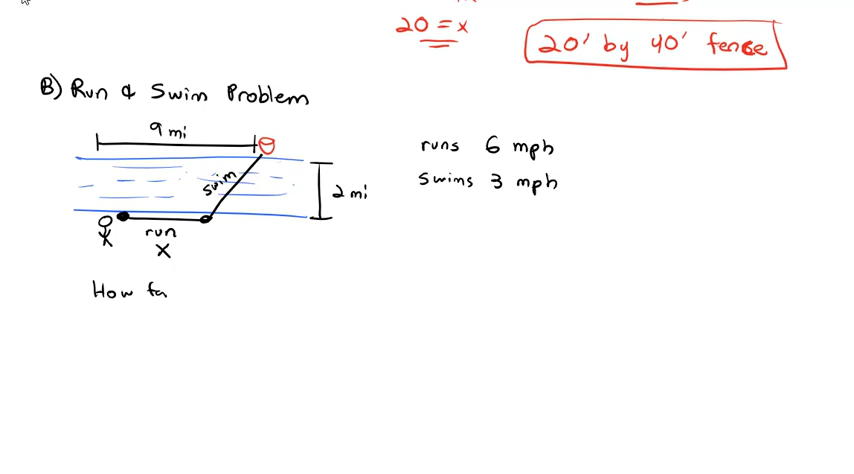 20 = x
20' by 40' fence
B) Run & Swim Problem
9 mi
runs 6 mph
swim
2 mi
swims 3 mph
run
x
How fa